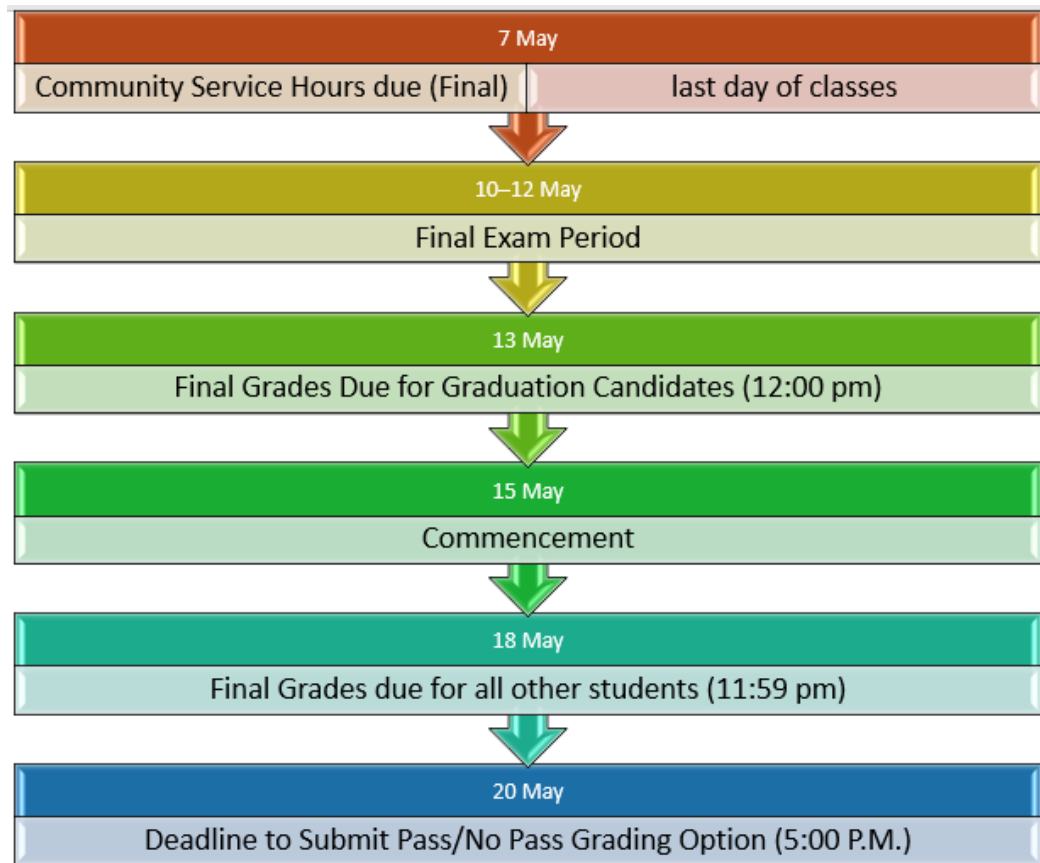 7 May
Community Service Hours due (Final)
last day of classes
10–12 May
Final Exam Period
13 May
Final Grades Due for Graduation Candidates (12:00 pm)
15 May
Commencement
18 May
Final Grades due for all other students (11:59 pm)
20 May
Deadline to Submit Pass/No Pass Grading Option (5:00 P.M.)